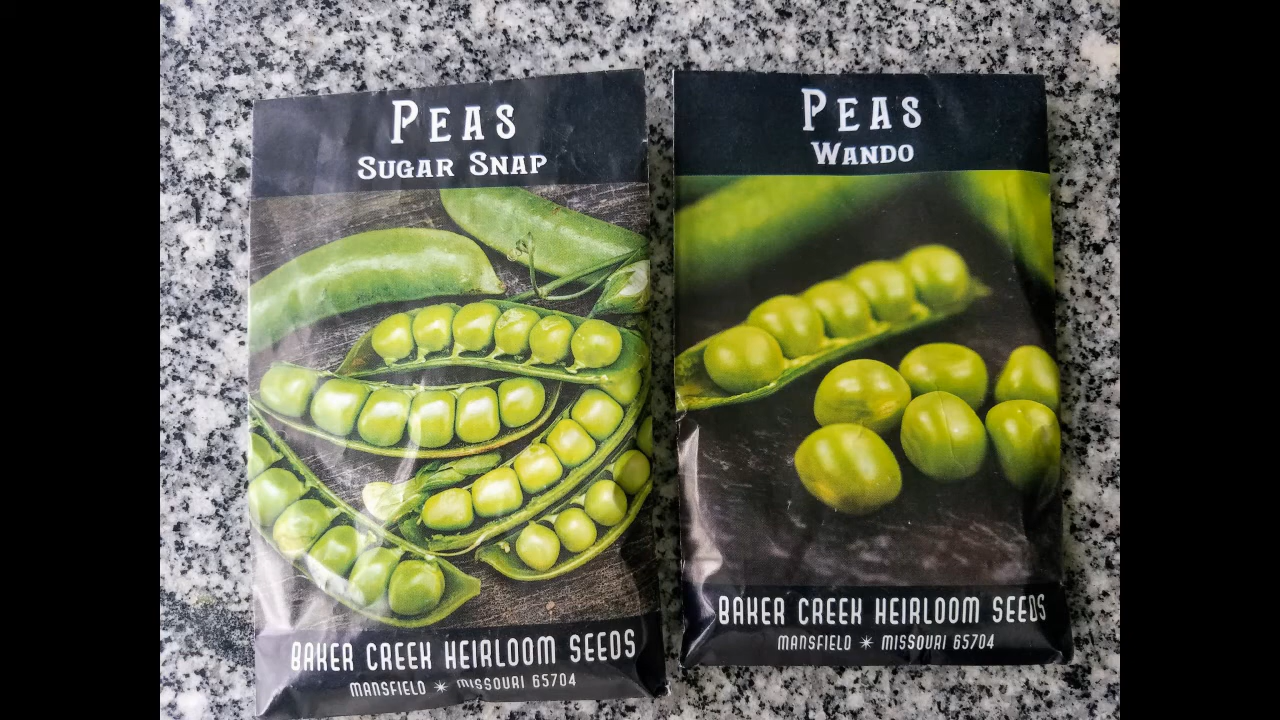 PEAS
SUGAR SNAP
BAKER CREEK HEIRLOOM SEEDS
MANSFIELD ✴ MISSOURI 65704
PEAS
WANDO
BAKER CREEK HEIRLOOM SEEDS
MANSFIELD ✴ MISSOURI 65704